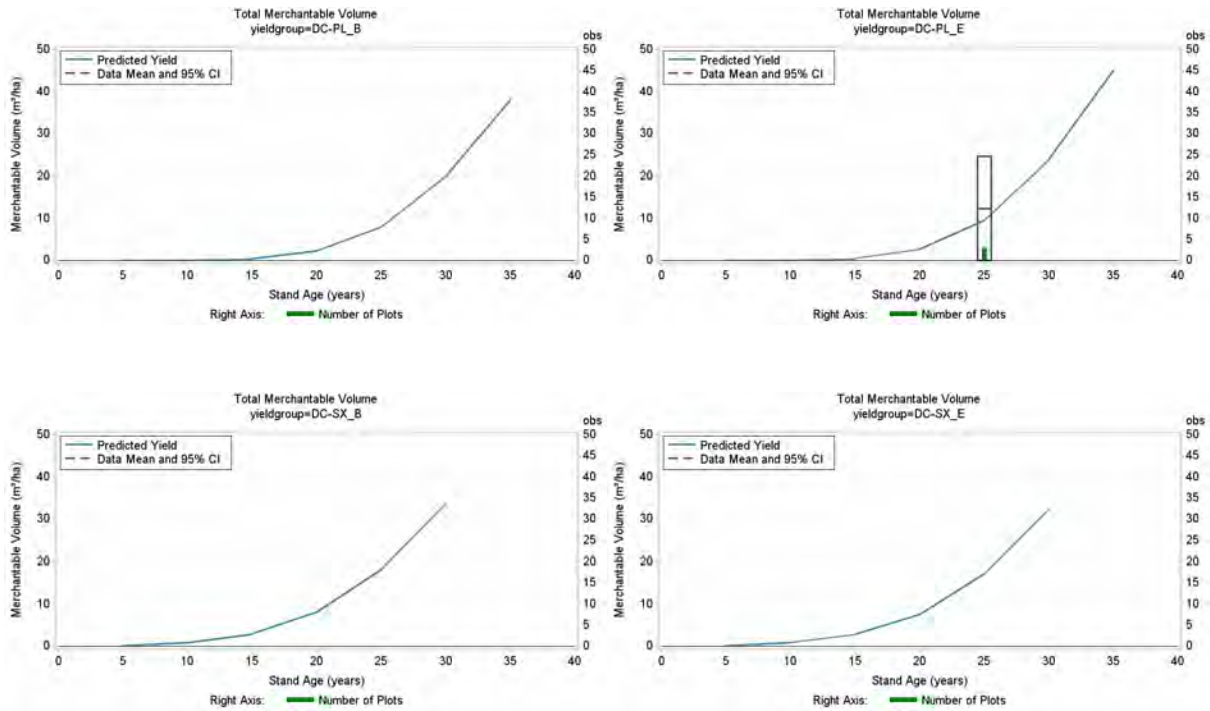 Total Merchantable Volume
yieldgroup=DC-PL_B
obs
Predicted Yield
Data Mean and 95% CI
Merchantable Volume (m³/ha)
50
40
30
20
10
0
50
45
40
35
30
25
20
15
10
5
0
0 5 10 15 20 25 30 35 40
Stand Age (years)
Right Axis: Number of Plots
Total Merchantable Volume
yieldgroup=DC-PL_E
obs
Predicted Yield
Data Mean and 95% CI
Merchantable Volume (m³/ha)
50
40
30
20
10
0
50
45
40
35
30
25
20
15
10
5
0
0 5 10 15 20 25 30 35 40
Stand Age (years)
Right Axis: Number of Plots
Total Merchantable Volume
yieldgroup=DC-SX_B
obs
Predicted Yield
Data Mean and 95% CI
Merchantable Volume (m³/ha)
50
40
30
20
10
0
50
45
40
35
30
25
20
15
10
5
0
0 5 10 15 20 25 30 35 40
Stand Age (years)
Right Axis: Number of Plots
Total Merchantable Volume
yieldgroup=DC-SX_E
obs
Predicted Yield
Data Mean and 95% CI
Merchantable Volume (m³/ha)
50
40
30
20
10
0
50
45
40
35
30
25
20
15
10
5
0
0 5 10 15 20 25 30 35 40
Stand Age (years)
Right Axis: Number of Plots